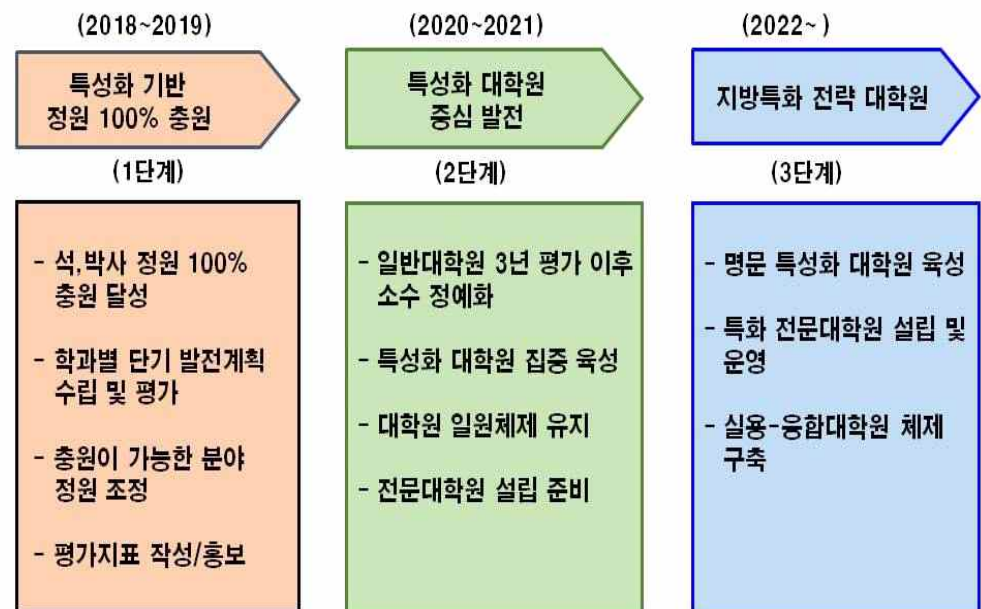 (2018~2019)
특성화 기반
정원 100% 충원
(1단계)
- 석,박사 정원 100%
충원 달성
- 학과별 단기 발전계획
수립 및 평가
- 충원이 가능한 분야
정원 조정
- 평가지표 작성/홍보
(2020~2021)
특성화 대학원
중심 발전
(2단계)
- 일반대학원 3년 평가 이후
소수 정예화
- 특성화 대학원 집중 육성
- 대학원 일원체제 유지
- 전문대학원 설립 준비
(2022~ )
지방특화 전략 대학원
(3단계)
- 명문 특성화 대학원 육성
- 특화 전문대학원 설립 및
운영
- 실용-융합대학원 체제
구축